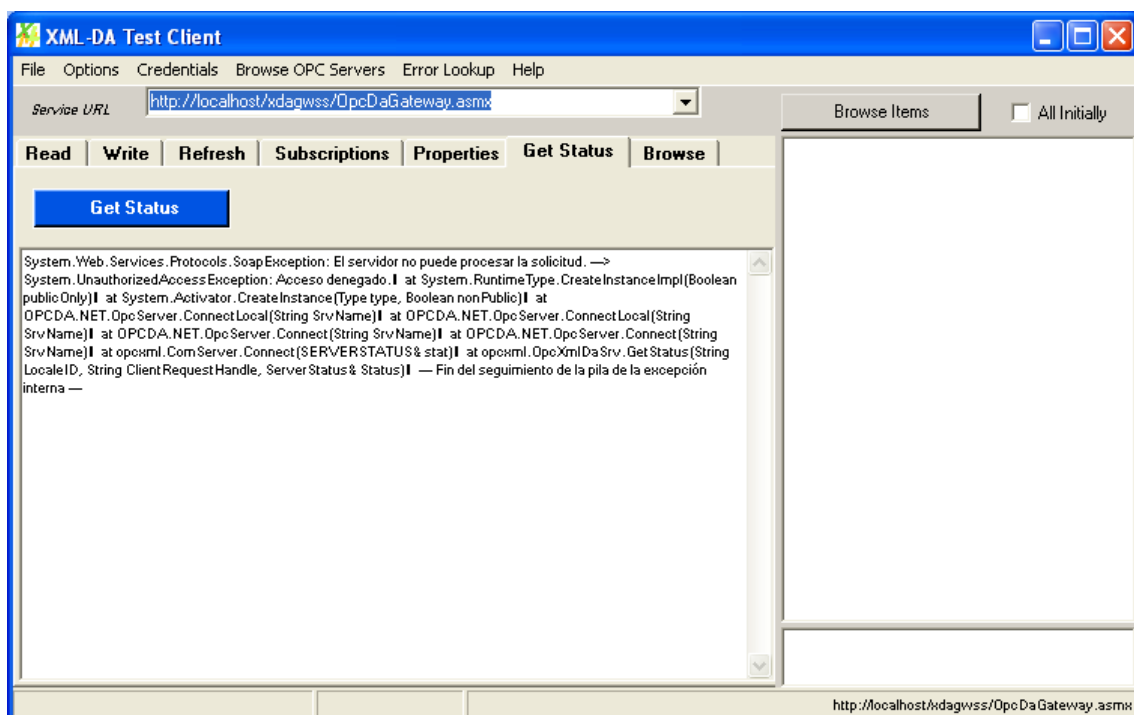 XML-DA Test Client
File Options Credentials Browse OPC Servers Error Lookup Help
Service URL http://localhost/xdagwss/OpcDaGateway.asmx Browse Items All Initially
Read Write Refresh Subscriptions Properties Get Status Browse
Get Status
System.Web.Services.Protocols.SoapException: El servidor no puede procesar la solicitud. --->
System.UnauthorizedAccessException: Acceso denegado.▌ at System.RuntimeType.CreateInstanceImpl(Boolean
publicOnly)▌ at System.Activator.CreateInstance(Type type, Boolean nonPublic)▌ at
OPCDA.NET.OpcServer.ConnectLocal(String SrvName)▌ at OPCDA.NET.OpcServer.ConnectLocal(String
SrvName)▌ at OPCDA.NET.OpcServer.Connect(String SrvName)▌ at OPCDA.NET.OpcServer.Connect(String
SrvName)▌ at opcxml.ComServer.Connect(SERVERSTATUS& stat)▌ at opcxml.OpcXmlDaSrv.GetStatus(String
LocaleID, String ClientRequestHandle, ServerStatus& Status)▌ --- Fin del seguimiento de la pila de la excepción
interna ---
http://localhost/xdagwss/OpcDaGateway.asmx